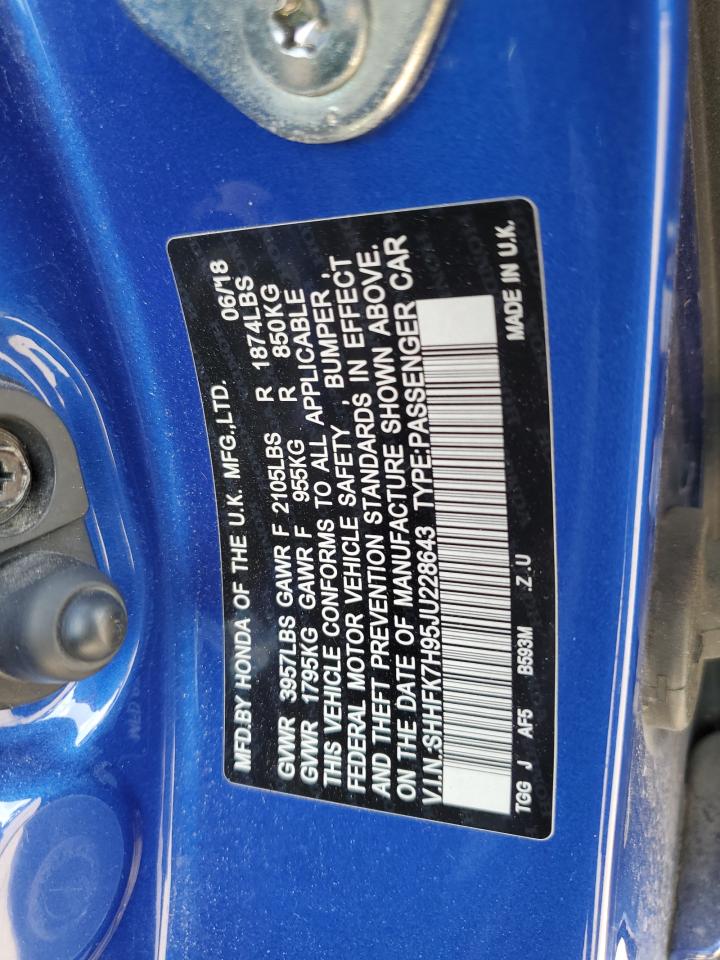 MFD.BY HONDA OF THE U.K. MFG.,LTD. 06/18
GVWR 3957LBS GAWR F 2105LBS R 1874LBS
GVWR 1795KG GAWR F 955KG R 850KG
THIS VEHICLE CONFORMS TO ALL APPLICABLE
FEDERAL MOTOR VEHICLE SAFETY , BUMPER ,
AND THEFT PREVENTION STANDARDS IN EFFECT
ON THE DATE OF MANUFACTURE SHOWN ABOVE.
V.I.N.:SHHFK7H95JU228643 TYPE:PASSENGER CAR
TGG J AF5 B593M .Z.U MADE IN U.K.